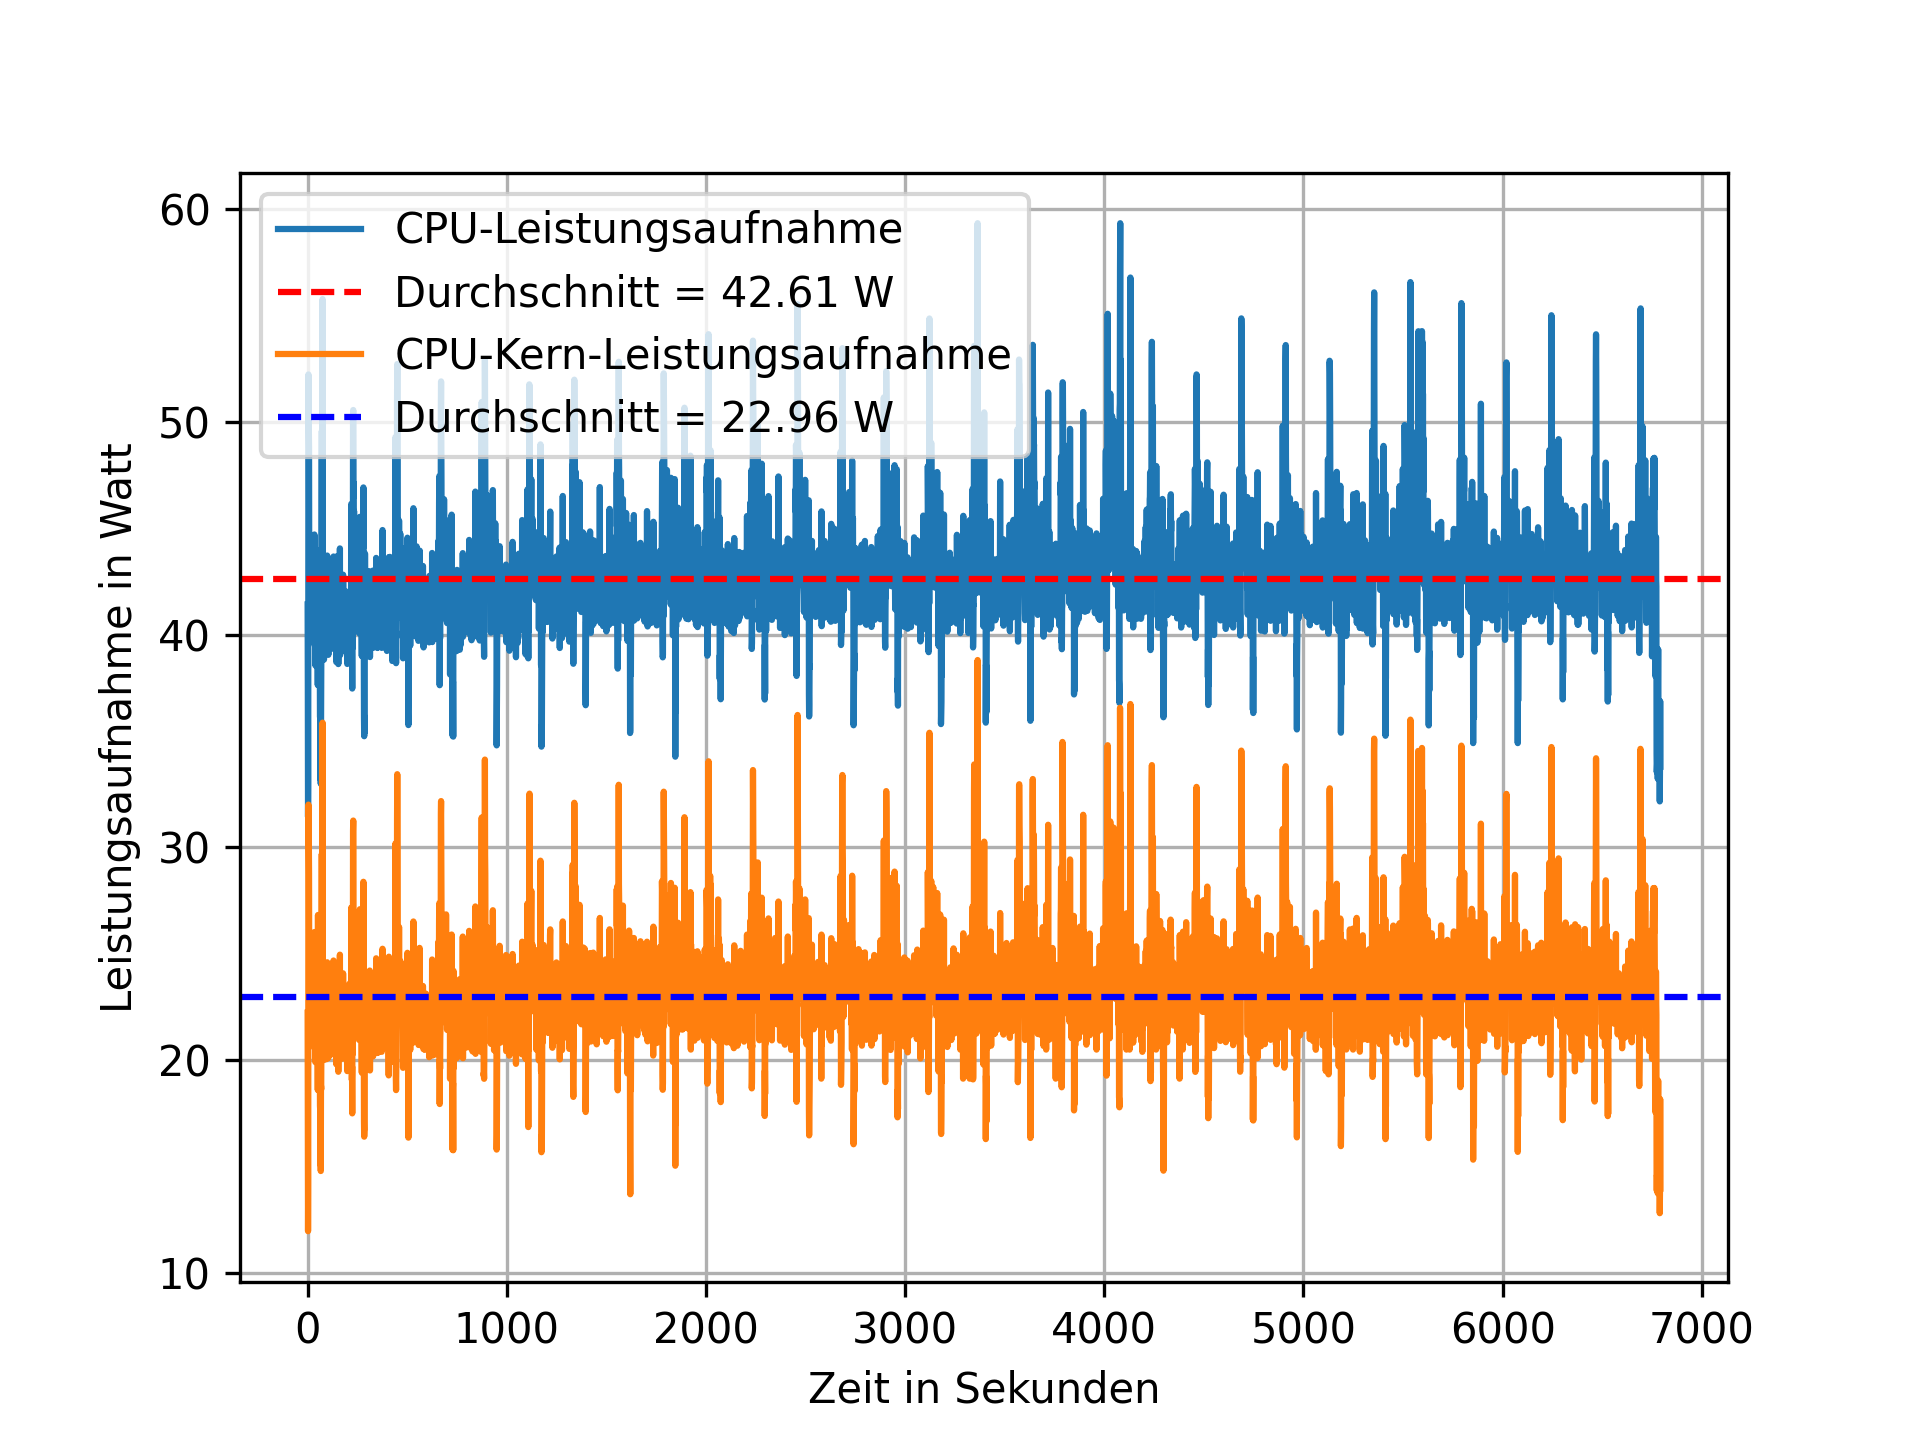 CPU-Leistungsaufnahme
Durchschnitt = 42.61 W
CPU-Kern-Leistungsaufnahme
Durchschnitt = 22.96 W
Leistungsaufnahme in Watt
60
50
40
30
20
10
0 1000 2000 3000 4000 5000 6000 7000
Zeit in Sekunden